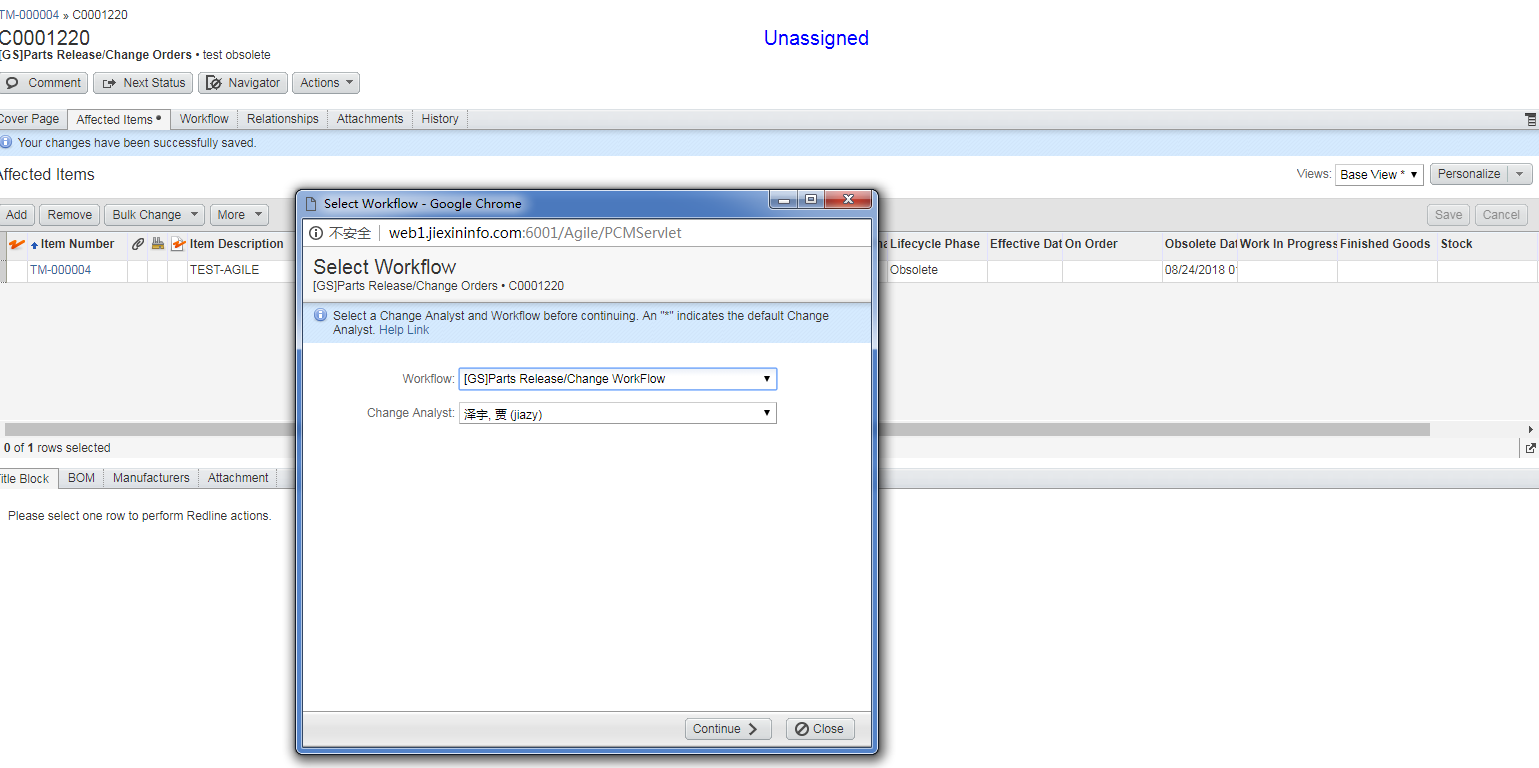 TM-000004 » C0001220
C0001220
Unassigned
[GS]Parts Release/Change Orders • test obsolete
Comment Next Status Navigator Actions
Cover Page Affected Items Workflow Relationships Attachments History
Your changes have been successfully saved.
Affected Items
Views: Base View * Personalize
Add Remove Bulk Change More Save Cancel
Item Number Item Description Lifecycle Phase Effective Dat On Order Obsolete Dat Work In Progress Finished Goods Stock
TM-000004 TEST-AGILE Obsolete 08/24/2018 0
0 of 1 rows selected
Title Block BOM Manufacturers Attachment
Please select one row to perform Redline actions.
Select Workflow - Google Chrome
不安全 web1.jiexininfo.com:6001/Agile/PCMServlet
Select Workflow
[GS]Parts Release/Change Orders • C0001220
Select a Change Analyst and Workflow before continuing. An "*" indicates the default Change
Analyst. Help Link
Workflow: [GS]Parts Release/Change WorkFlow
Change Analyst: 泽宇, 贾 (jiazy)
Continue Close